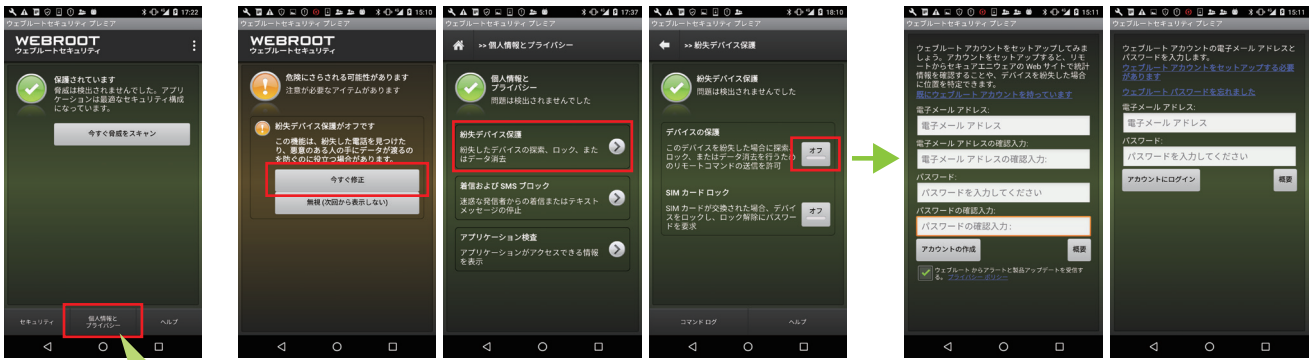 17:22
ウェブルートセキュリティ プレミア
WEBROOT
ウェブルートセキュリティ
保護されています
脅威は検出されませんでした。アプリ
ケーションは最適なセキュリティ構成
になっています。
今すぐ脅威をスキャン
セキュリティ
個人情報と
プライバシー
ヘルプ
15:10
ウェブルートセキュリティ プレミア
WEBROOT
ウェブルートセキュリティ
危険にさらされる可能性があります
注意が必要なアイテムがあります
紛失デバイス保護がオフです
この機能は、紛失した電話を見つけた
り、悪意のある人の手にデータが渡るの
を防ぐのに役立つ場合があります。
今すぐ修正
無視 (次回から表示しない)
17:37
ウェブルートセキュリティ プレミア
>> 個人情報とプライバシー
個人情報と
プライバシー
問題は検出されませんでした
紛失デバイス保護
紛失したデバイスの探索、ロック、また
はデータ消去
着信および SMS ブロック
迷惑な発信者からの着信またはテキスト
メッセージの停止
アプリケーション検査
アプリケーションがアクセスできる情報
を表示
18:10
ウェブルートセキュリティ プレミア
>> 紛失デバイス保護
紛失デバイス保護
問題は検出されませんでした
デバイスの保護
このデバイスを紛失した場合に探索、
ロック、またはデータ消去を行うため
のリモートコマンドの送信を許可
オフ
SIM カード ロック
SIM カードが交換された場合、デバイ
スをロックし、ロック解除にパスワー
ドを要求
オフ
コマンド ログ
ヘルプ
15:11
ウェブルートセキュリティ プレミア
ウェブルート アカウントをセットアップしてみま
しょう。アカウントをセットアップすると、リモ
ートからセキュアエニウェアの Web サイトで統計
情報を確認することや、デバイスを紛失した場合
に位置を特定できます。
既にウェブルート アカウントを持っています
電子メール アドレス:
電子メール アドレス
電子メール アドレスの確認入力:
電子メール アドレスの確認入力:
パスワード:
パスワードを入力してください
パスワードの確認入力:
パスワードの確認入力:
アカウントの作成
概要
ウェブルート からアラートと製品アップデートを受信す
る。 プライバシー ポリシー
15:11
ウェブルートセキュリティ プレミア
ウェブルート アカウントの電子メール アドレスと
パスワードを入力します。
ウェブルート アカウントをセットアップする必要
があります
ウェブルート パスワードを忘れました
電子メール アドレス:
電子メール アドレス
パスワード:
パスワードを入力してください
アカウントにログイン
概要